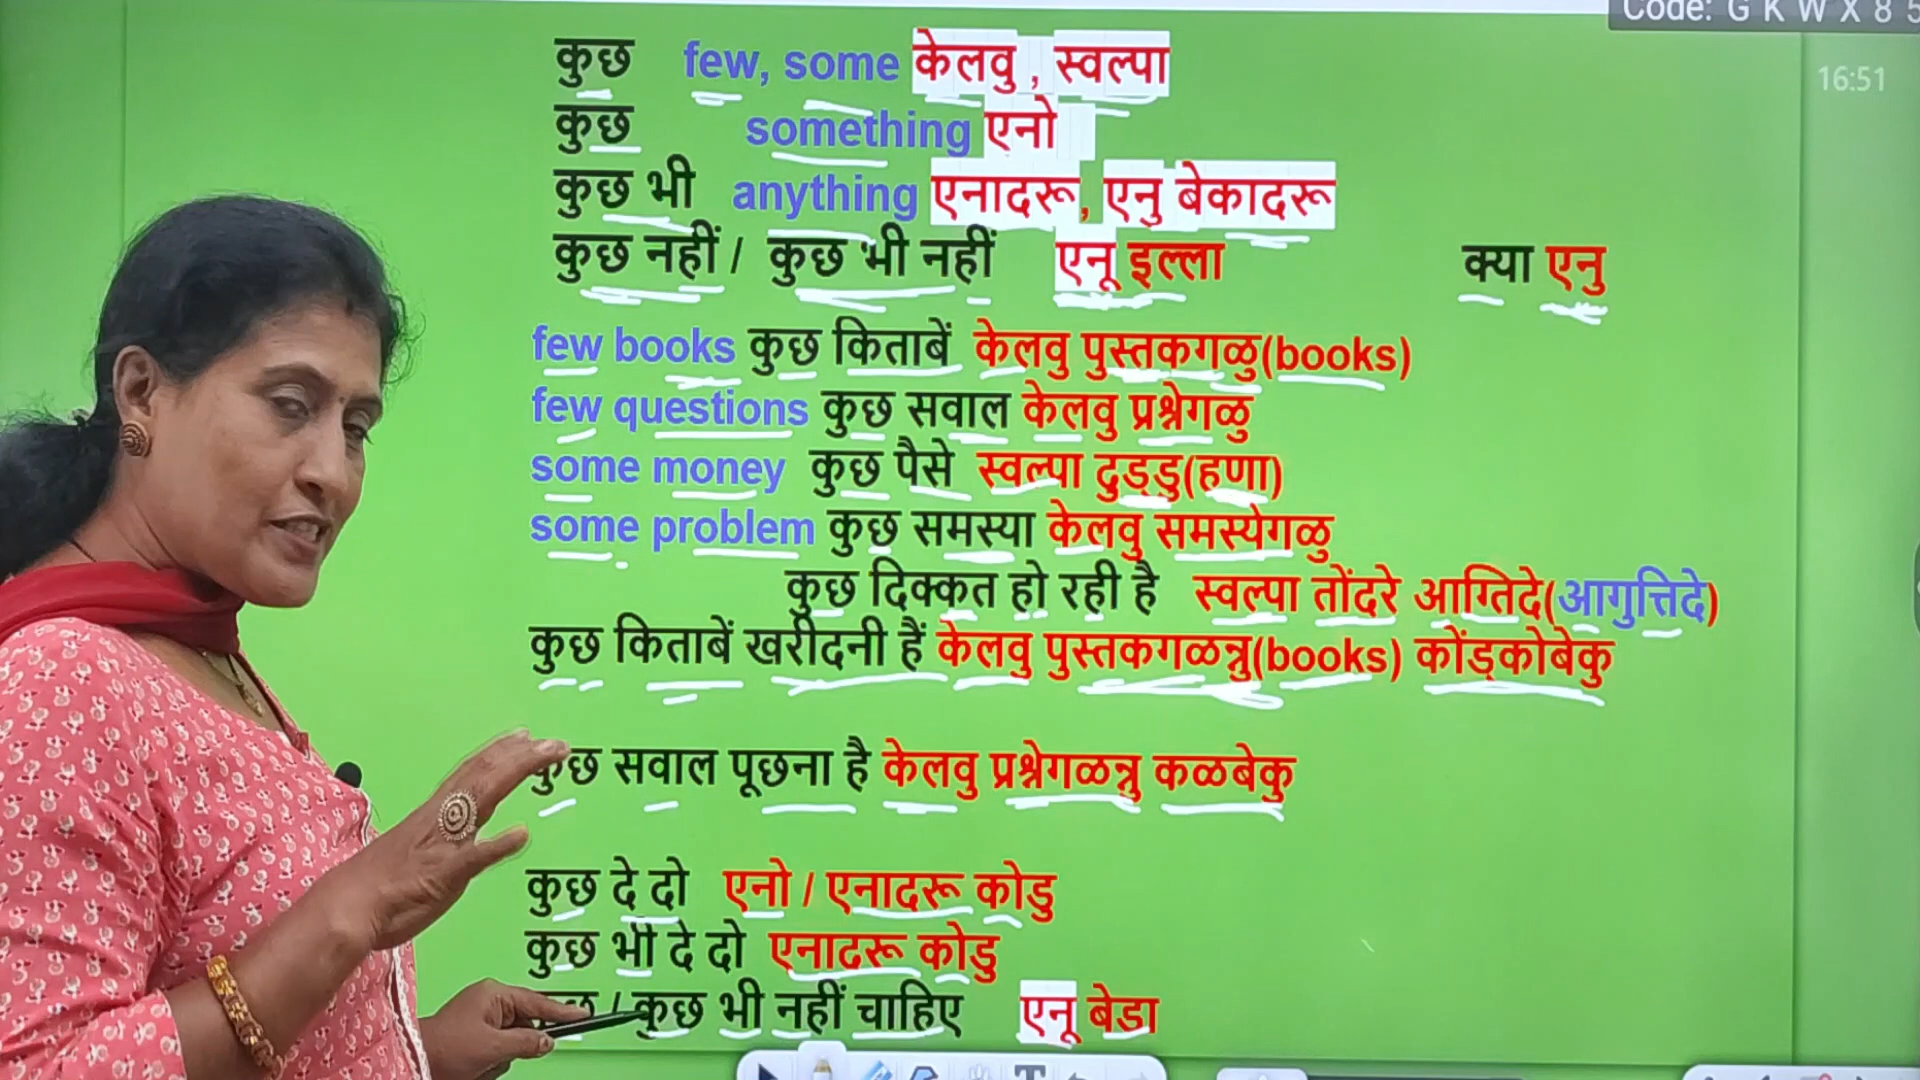 Code: G K W X 8 5
16:51
कुछ few, some केलवु , स्वल्पा
कुछ something एनो
कुछ भी anything एनादरू, एनु बेकादरू
कुछ नहीं / कुछ भी नहीं एनू इल्ला क्या एनु
few books कुछ किताबें केलवु पुस्तकगळु(books)
few questions कुछ सवाल केलवु प्रश्नेगळु
some money कुछ पैसे स्वल्पा दुड्डु(हणा)
some problem कुछ समस्या केलवु समस्येगळु
कुछ दिक्कत हो रही है स्वल्पा तोंदरे आग्तिदे(आगुत्तिदे)
कुछ किताबें खरीदनी हैं केलवु पुस्तकगळन्नु(books) कोंड्कोबेकु
कुछ सवाल पूछना है केलवु प्रश्नेगळन्नु कळबेकु
कुछ दे दो एनो / एनादरू कोडु
कुछ भी दे दो एनादरू कोडु
/ कुछ भी नहीं चाहिए एनू बेडा